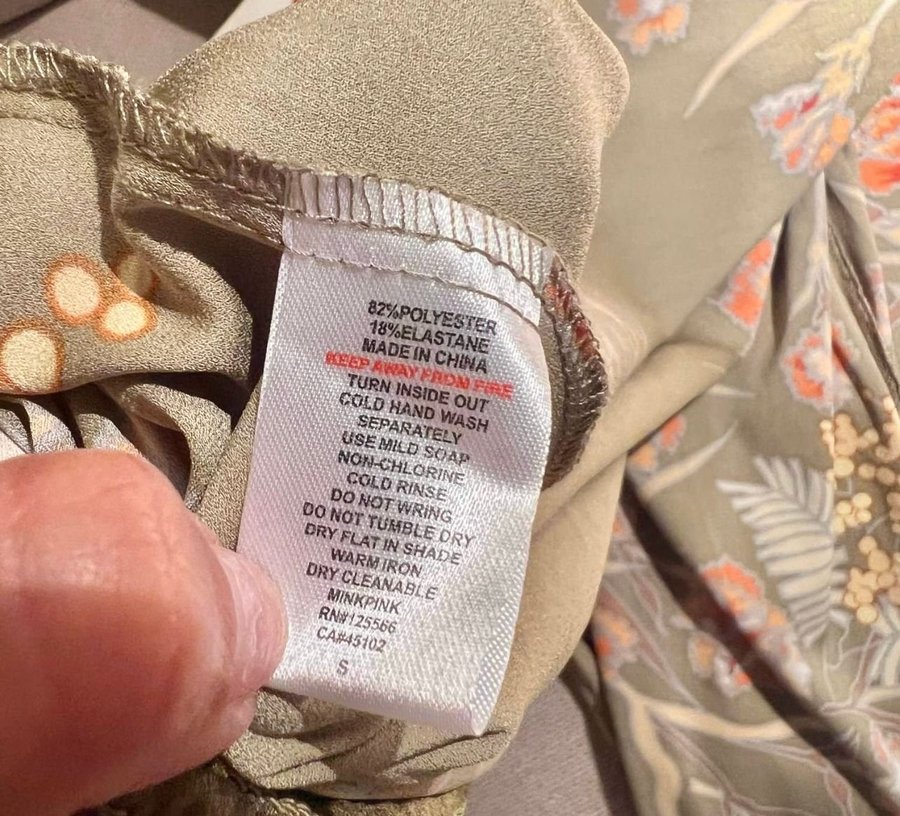 82%POLYESTER
18%ELASTANE
MADE IN CHINA
KEEP AWAY FROM FIRE
TURN INSIDE OUT
COLD HAND WASH
SEPARATELY
USE MILD SOAP
NON-CHLORINE
COLD RINSE
DO NOT WRING
DO NOT TUMBLE DRY
DRY FLAT IN SHADE
WARM IRON
DRY CLEANABLE
MINKPINK
RN#125566
CA#45102
S